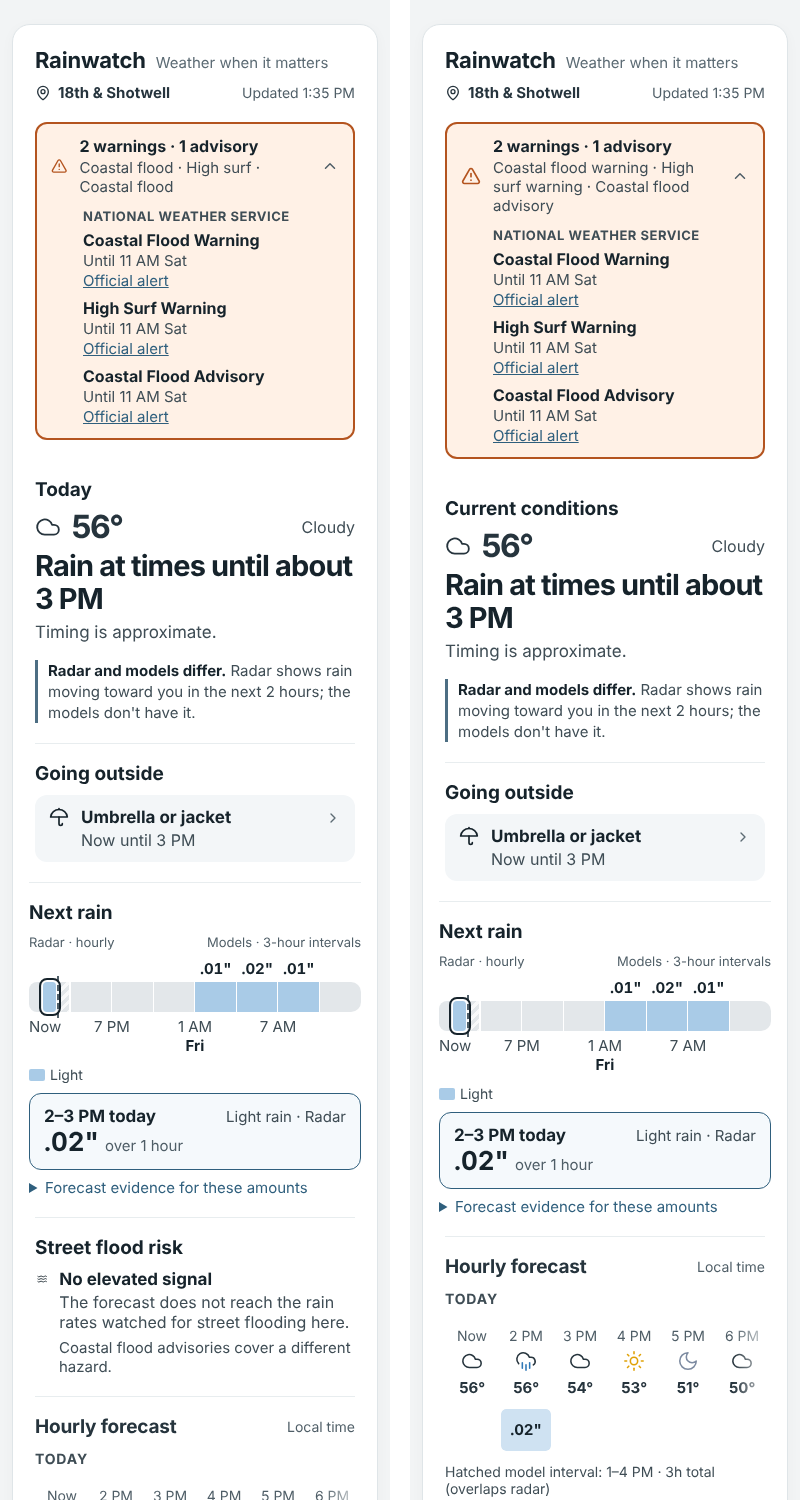 Rainwatch Weather when it matters
18th & Shotwell Updated 1:35 PM
2 warnings · 1 advisory
Coastal flood · High surf ·
Coastal flood
NATIONAL WEATHER SERVICE
Coastal Flood Warning
Until 11 AM Sat
Official alert
High Surf Warning
Until 11 AM Sat
Official alert
Coastal Flood Advisory
Until 11 AM Sat
Official alert
Today
56° Cloudy
Rain at times until about
3 PM
Timing is approximate.
Radar and models differ. Radar shows rain
moving toward you in the next 2 hours; the
models don't have it.
Going outside
Umbrella or jacket
Now until 3 PM
Next rain
Radar · hourly Models · 3-hour intervals
.01" .02" .01"
Now 7 PM 1 AM 7 AM
Fri
Light
2–3 PM today Light rain · Radar
.02" over 1 hour
Forecast evidence for these amounts
Street flood risk
No elevated signal
The forecast does not reach the rain
rates watched for street flooding here.
Coastal flood advisories cover a different
hazard.
Hourly forecast Local time
TODAY
Now 2 PM 3 PM 4 PM 5 PM 6 PM
Rainwatch Weather when it matters
18th & Shotwell Updated 1:35 PM
2 warnings · 1 advisory
Coastal flood warning · High
surf warning · Coastal flood
advisory
NATIONAL WEATHER SERVICE
Coastal Flood Warning
Until 11 AM Sat
Official alert
High Surf Warning
Until 11 AM Sat
Official alert
Coastal Flood Advisory
Until 11 AM Sat
Official alert
Current conditions
56° Cloudy
Rain at times until about
3 PM
Timing is approximate.
Radar and models differ. Radar shows rain
moving toward you in the next 2 hours; the
models don't have it.
Going outside
Umbrella or jacket
Now until 3 PM
Next rain
Radar · hourly Models · 3-hour intervals
.01" .02" .01"
Now 7 PM 1 AM 7 AM
Fri
Light
2–3 PM today Light rain · Radar
.02" over 1 hour
Forecast evidence for these amounts
Hourly forecast Local time
TODAY
Now 2 PM 3 PM 4 PM 5 PM 6 PM
56° 56° 54° 53° 51° 50°
.02"
Hatched model interval: 1–4 PM · 3h total
(overlaps radar)